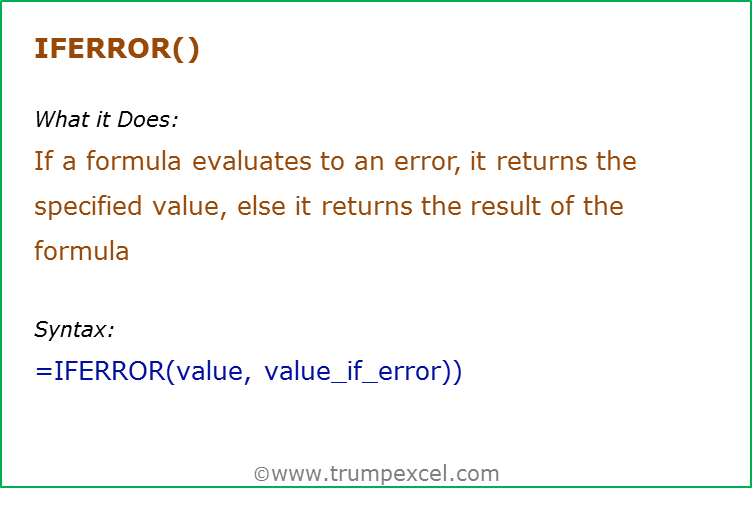 IFERROR()
What it Does:
If a formula evaluates to an error, it returns the
specified value, else it returns the result of the
formula
Syntax:
=IFERROR(value, value_if_error))
©www.trumpexcel.com